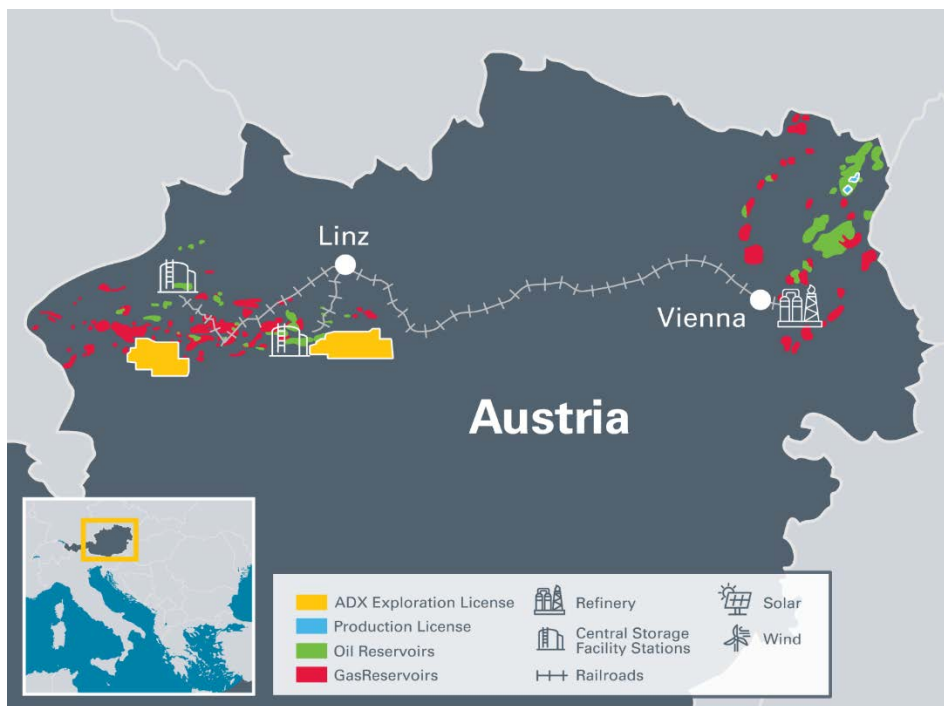 Linz
Vienna
Austria
ADX Exploration License
Production License
Oil Reservoirs
GasReservoirs
Refinery
Central Storage
Facility Stations
Railroads
Solar
Wind